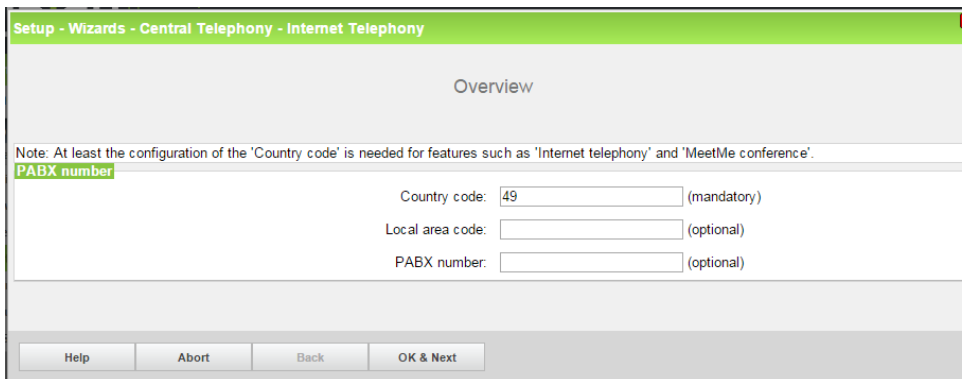 Setup - Wizards - Central Telephony - Internet Telephony
Overview
Note: At least the configuration of the 'Country code' is needed for features such as 'Internet telephony' and 'MeetMe conference'.
PABX number
Country code: 49 (mandatory)
Local area code: (optional)
PABX number: (optional)
Help Abort Back OK & Next